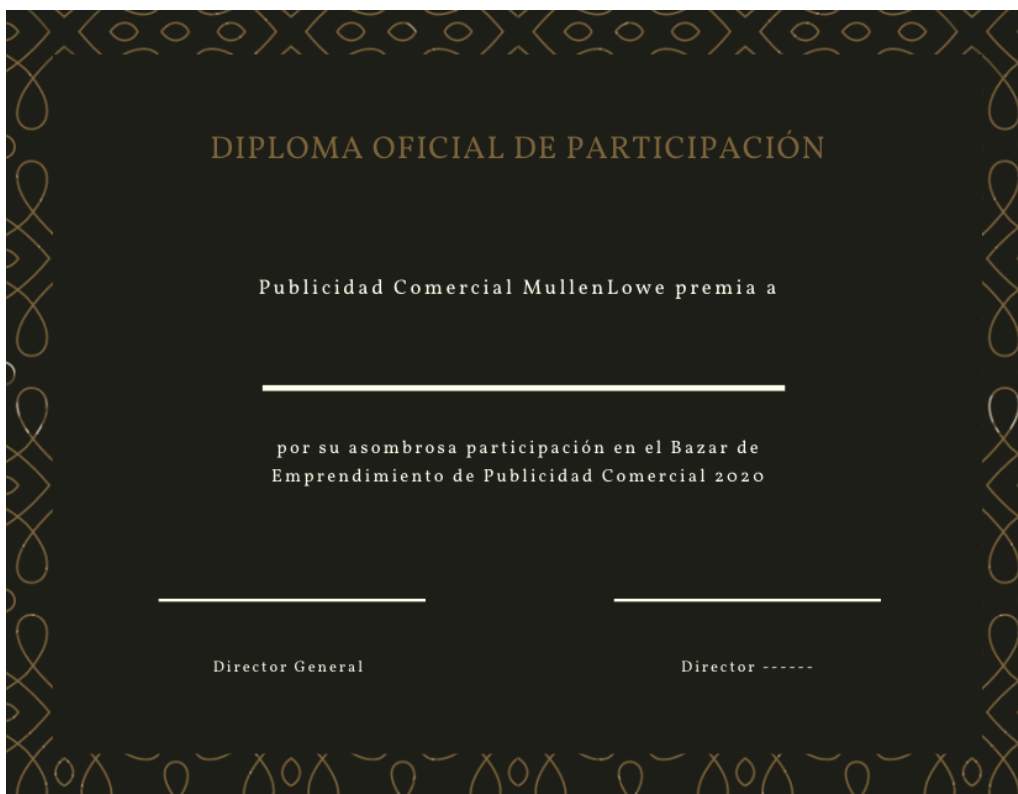 DIPLOMA OFICIAL DE PARTICIPACIÓN
Publicidad Comercial MullenLowe premia a
por su asombrosa participación en el Bazar de
Emprendimiento de Publicidad Comercial 2020
Director General
Director ------